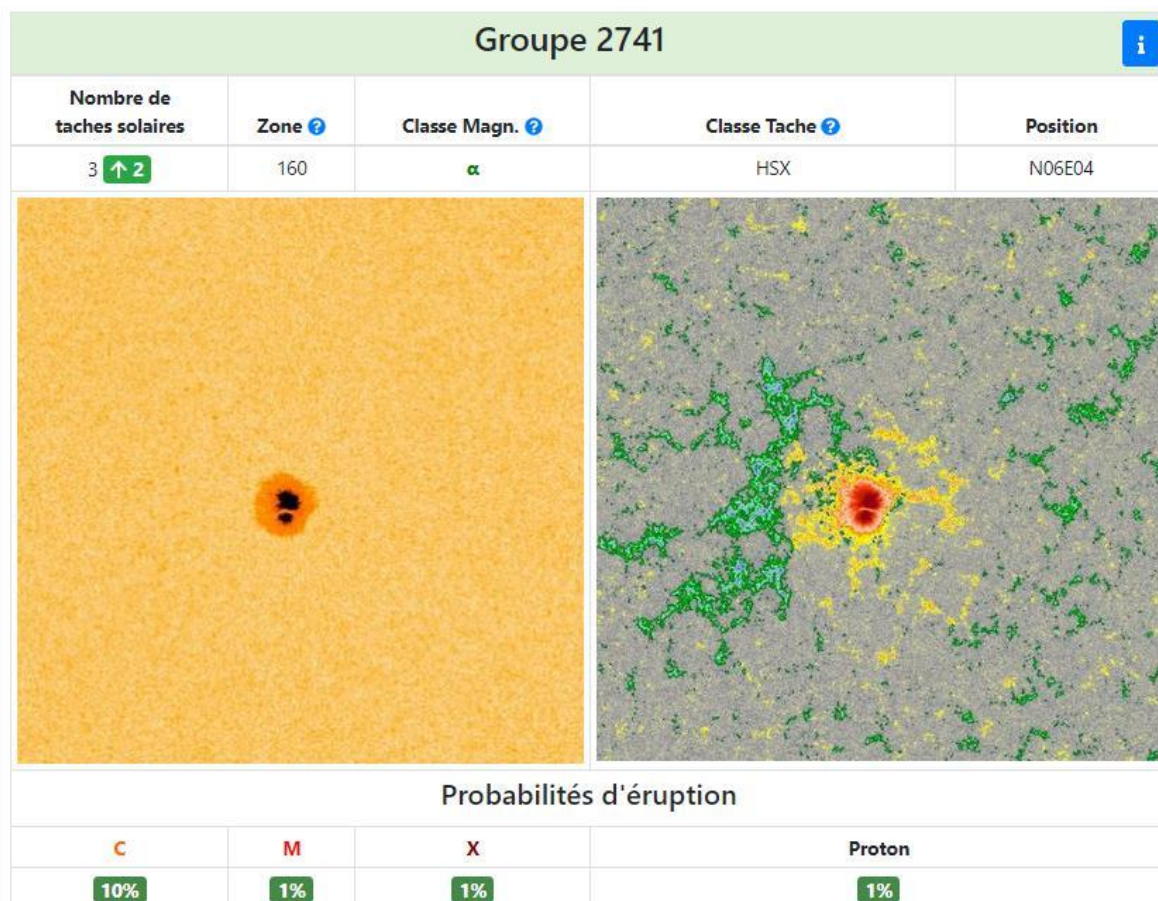 Groupe 2741
i
Nombre de
taches solaires
Zone ?
Classe Magn. ?
Classe Tache ?
Position
3 ↑ 2
160
α
HSX
N06E04
Probabilités d'éruption
C
M
X
Proton
10%
1%
1%
1%